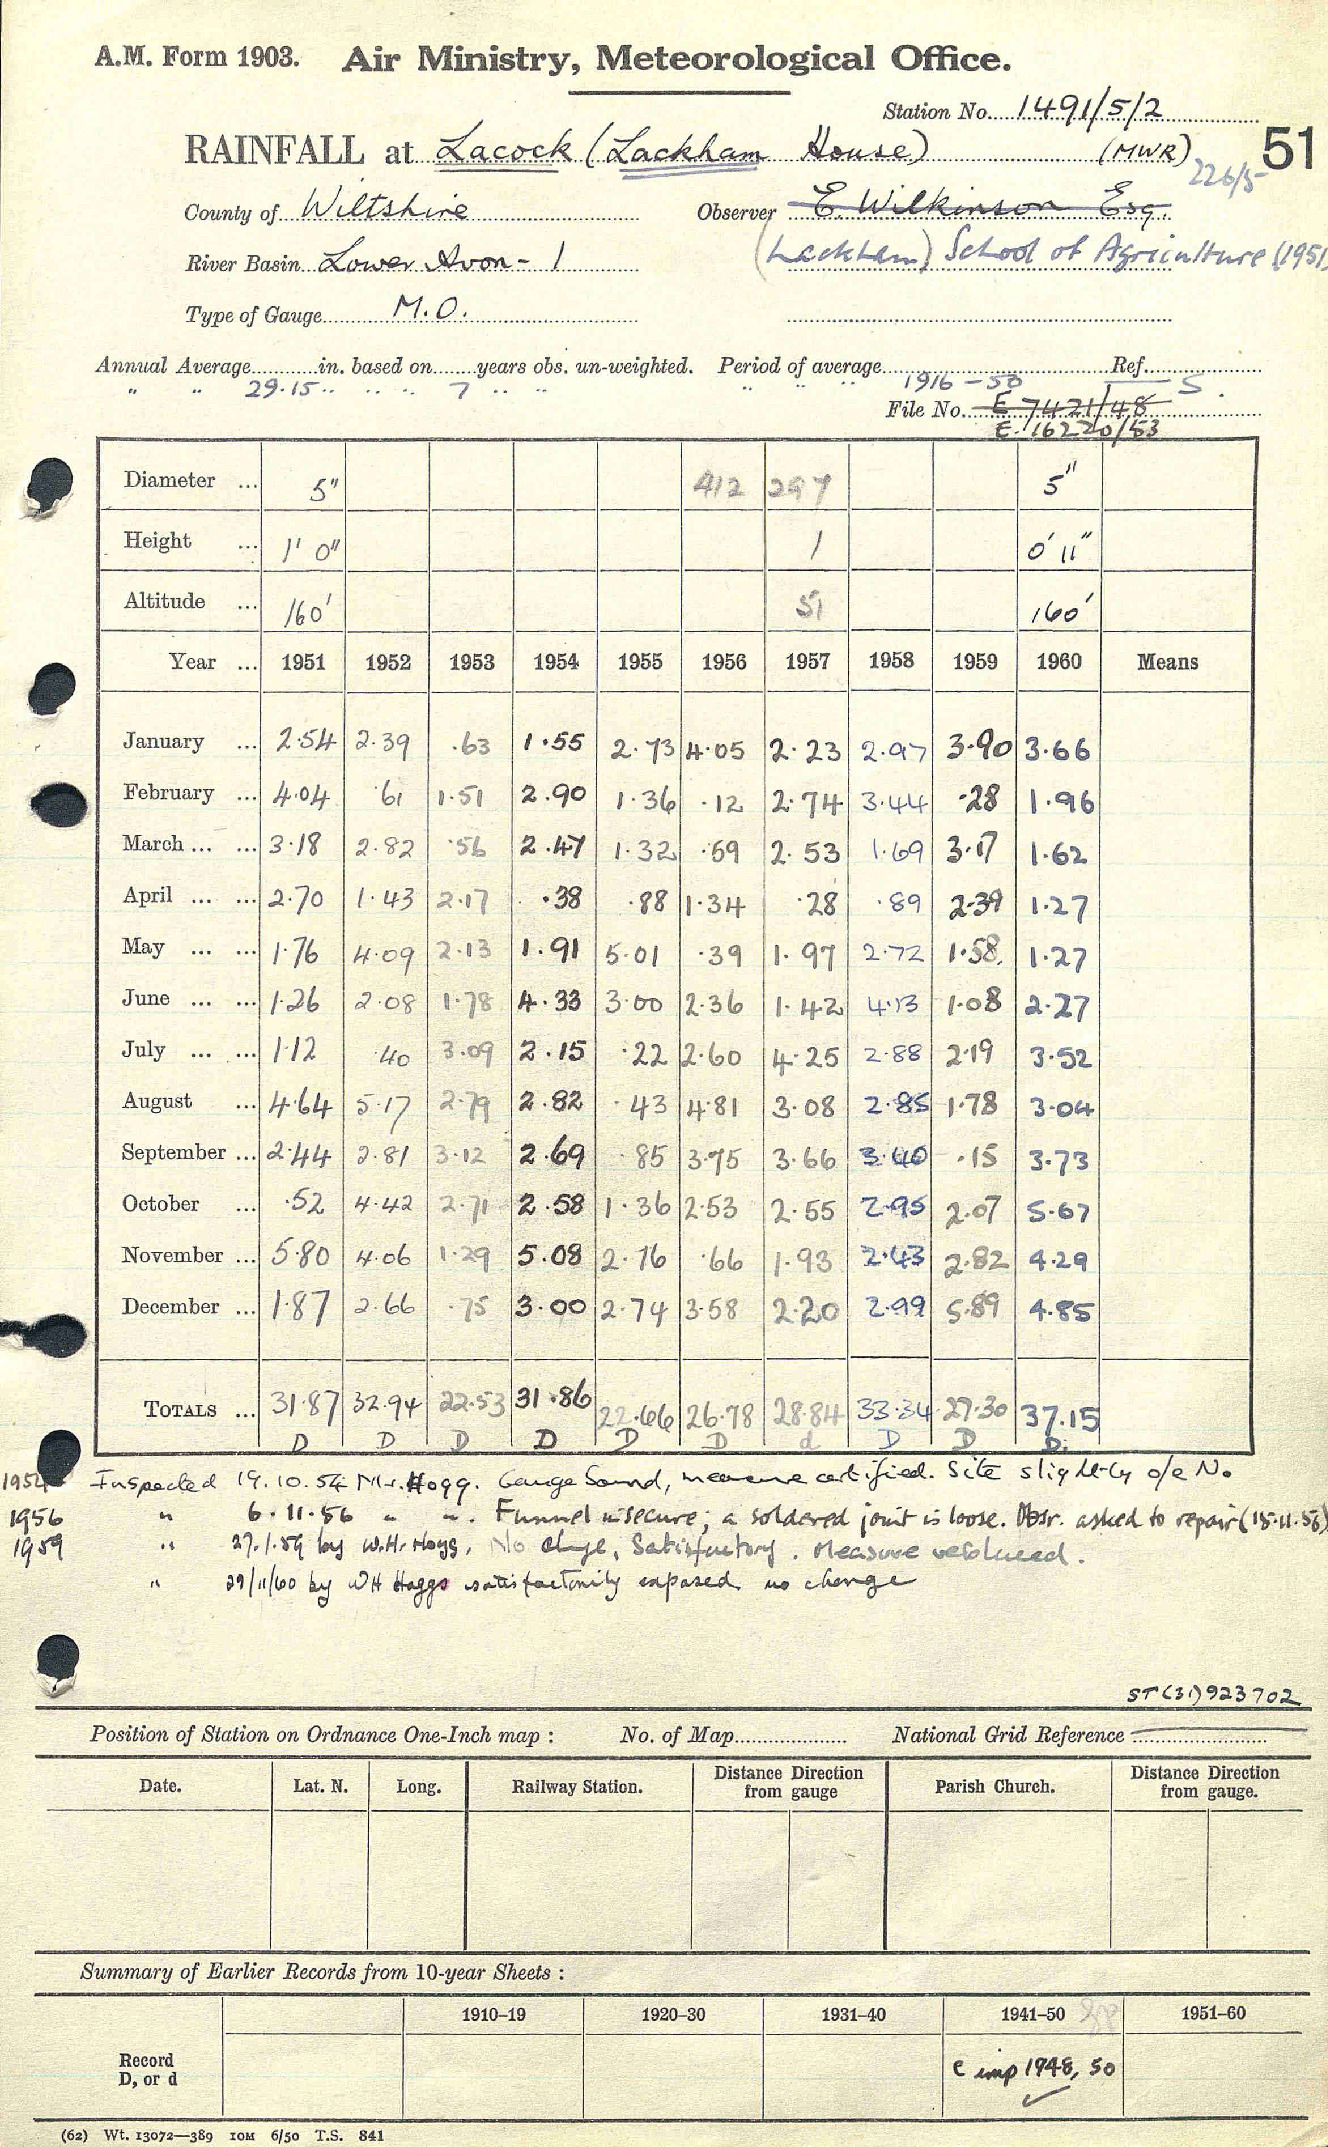 A.M. Form 1903. Air Ministry, Meteorological Office.
Station No. 1491/5/2
RAINFALL at Lacock (Lackham House) (MWR) 51
226/5
County of Wiltshire Observer E. Wilkinson Esq.
River Basin Lower Avon - 1 (Lackham) School of Agriculture (1951)
Type of Gauge M.O.
Annual Average in. based on years obs. un-weighted. Period of average Ref.
" " 29.15 " " " " 7 " " " " " 1916-50 S.
File No. E 7421/48
E. 16220/53
Diameter ... 5" 412 297 5"
Height ... 1' 0" 1 0' 11"
Altitude ... 160' 51 160'
Year ... 1951 1952 1953 1954 1955 1956 1957 1958 1959 1960 Means
January ... 2.54 2.39 .63 1.55 2.73 4.05 2.23 2.97 3.90 3.66
February ... 4.04 .61 1.51 2.90 1.36 .12 2.74 3.44 .28 1.96
March ... ... 3.18 2.82 .56 2.47 1.32 .59 2.53 1.69 3.17 1.62
April ... ... 2.70 1.43 2.17 .38 .88 1.34 .28 .89 2.39 1.27
May ... ... 1.76 4.09 2.13 1.91 5.01 .39 1.97 2.72 1.58 1.27
June ... ... 1.26 2.08 1.78 4.33 3.00 2.36 1.42 4.13 1.08 2.27
July ... ... 1.12 .40 3.09 2.15 .22 2.60 4.25 2.88 2.19 3.52
August ... 4.64 5.17 2.79 2.82 .43 4.81 3.08 2.85 1.78 3.04
September ... 2.44 2.81 3.12 2.69 .85 3.75 3.66 3.40 .15 3.73
October ... .52 4.42 2.71 2.58 1.36 2.53 2.55 2.95 2.07 5.67
November ... 5.80 4.06 1.29 5.08 2.76 .66 1.93 2.43 2.82 4.29
December ... 1.87 2.66 .75 3.00 2.74 3.58 2.20 2.99 5.89 4.85
TOTALS ... 31.87 32.94 22.53 31.86 22.66 26.78 28.84 33.34 27.30 37.15
D D D D D D d D D D.
1954 Inspected 19.10.54 Mr. Hogg. Gauge Sound, measure certified. Site slightly o/e No
1956 " 6.11.56 " ". Funnel insecure; a soldered joint is loose. Obsr. asked to repair (15.11.56)
1959 " 27.1.59 by W.H. Hogg. No change, Satisfactory. Measure replaced.
" 29/11/60 by WH Hogg satisfactorily exposed no change
ST(31)923702
Position of Station on Ordnance One-Inch map : No. of Map National Grid Reference
Date. Lat. N. Long. Railway Station. Distance Direction from gauge Parish Church. Distance Direction from gauge.
Summary of Earlier Records from 10-year Sheets :
1910–19 1920–30 1931–40 1941–50 1951–60
Record
D, or d
e imp 1948, 50
(62) Wt. 13072—389 10M 6/50 T.S. 841